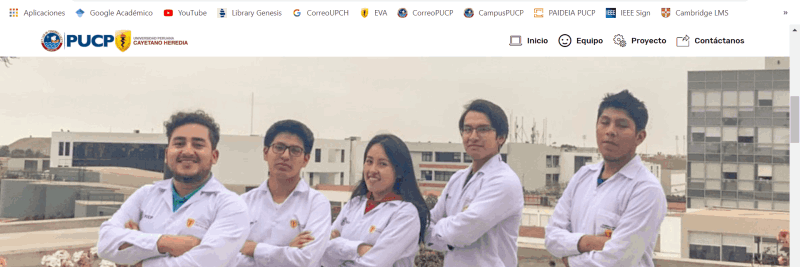 Aplicaciones Google Académico YouTube Library Genesis CorreoUPCH EVA CorreoPUCP CampusPUCP PAIDEIA PUCP IEEE Sign Cambridge LMS »
PUCP UNIVERSIDAD PERUANA
CAYETANO HEREDIA
Inicio Equipo Proyecto Contáctanos